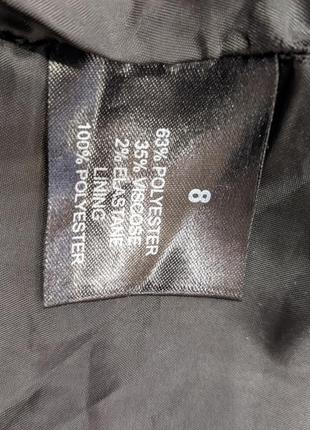 8
63% POLYESTER
35% VISCOSE
2% ELASTANE
LINING
100% POLYESTER